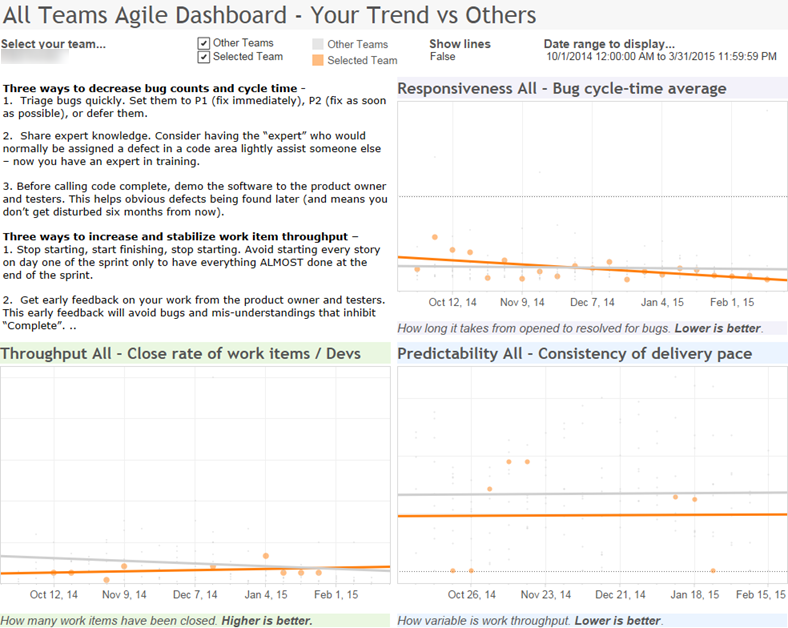 All Teams Agile Dashboard - Your Trend vs Others
Select your team...
Other Teams
Selected Team
Other Teams
Selected Team
Show lines
False
Date range to display...
10/1/2014 12:00:00 AM to 3/31/2015 11:59:59 PM
Three ways to decrease bug counts and cycle time -
1. Triage bugs quickly. Set them to P1 (fix immediately), P2 (fix as soon
as possible), or defer them.
2. Share expert knowledge. Consider having the “expert” who would
normally be assigned a defect in a code area lightly assist someone else
– now you have an expert in training.
3. Before calling code complete, demo the software to the product owner
and testers. This helps obvious defects being found later (and means you
don’t get disturbed six months from now).
Three ways to increase and stabilize work item throughput –
1. Stop starting, start finishing, stop starting. Avoid starting every story
on day one of the sprint only to have everything ALMOST done at the
end of the sprint.
2. Get early feedback on your work from the product owner and testers.
This early feedback will avoid bugs and mis-understandings that inhibit
“Complete”. ..
Responsiveness All - Bug cycle-time average
Oct 12, 14 Nov 9, 14 Dec 7, 14 Jan 4, 15 Feb 1, 15
How long it takes from opened to resolved for bugs. Lower is better.
Throughput All - Close rate of work items / Devs
Oct 12, 14 Nov 9, 14 Dec 7, 14 Jan 4, 15 Feb 1, 15
How many work items have been closed. Higher is better.
Predictability All - Consistency of delivery pace
Oct 26, 14 Nov 23, 14 Dec 21, 14 Jan 18, 15 Feb 15, 15
How variable is work throughput. Lower is better.